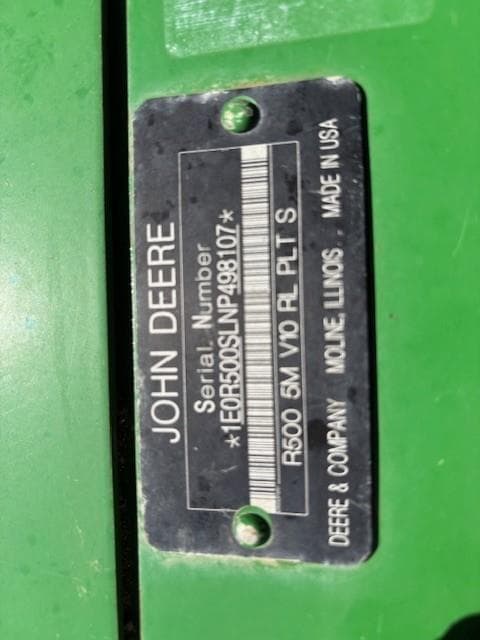 JOHN DEERE
Serial Number
*1E0R500SLNP498107*
R500 5M V10 RL PLT S
DEERE & COMPANY MOLINE, ILLINOIS . MADE IN USA